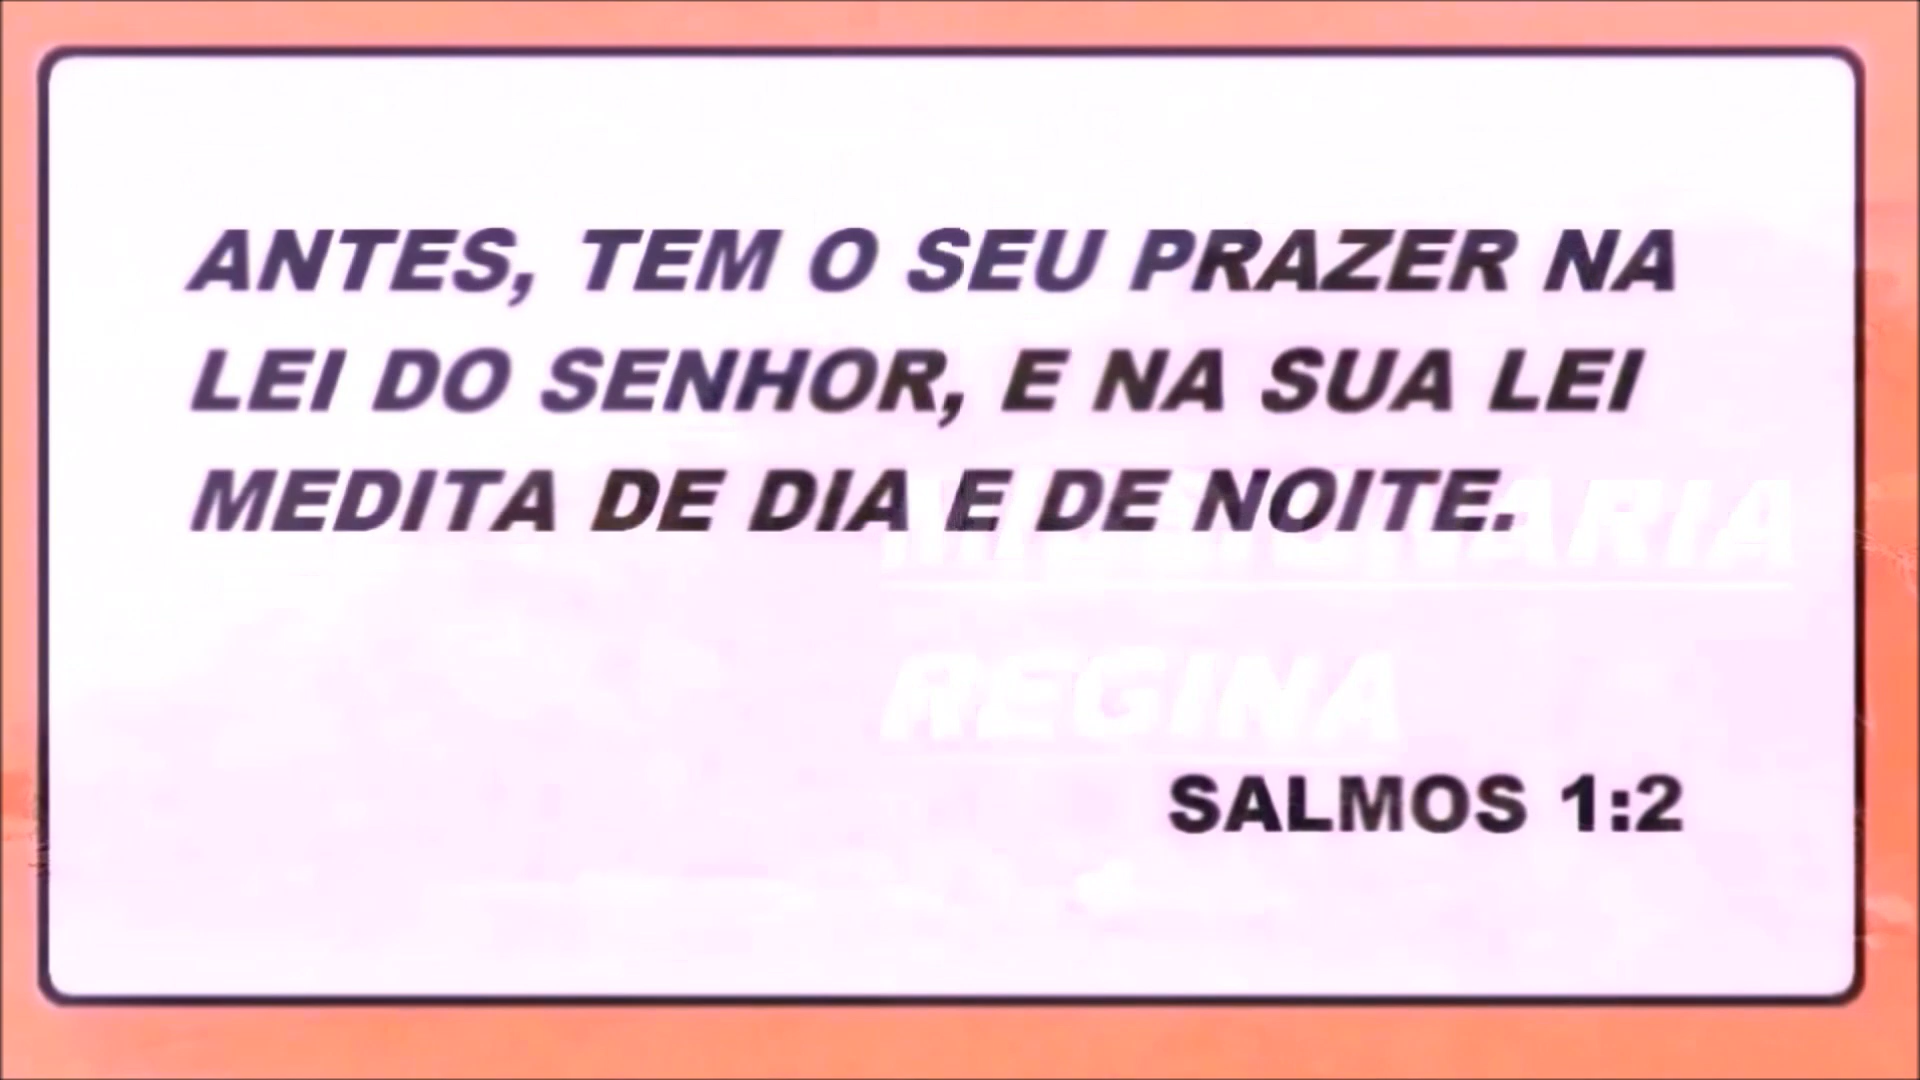 ANTES, TEM O SEU PRAZER NA
LEI DO SENHOR, E NA SUA LEI
MEDITA DE DIA E DE NOITE.
MISSIONARIA
REGINA
SALMOS 1:2